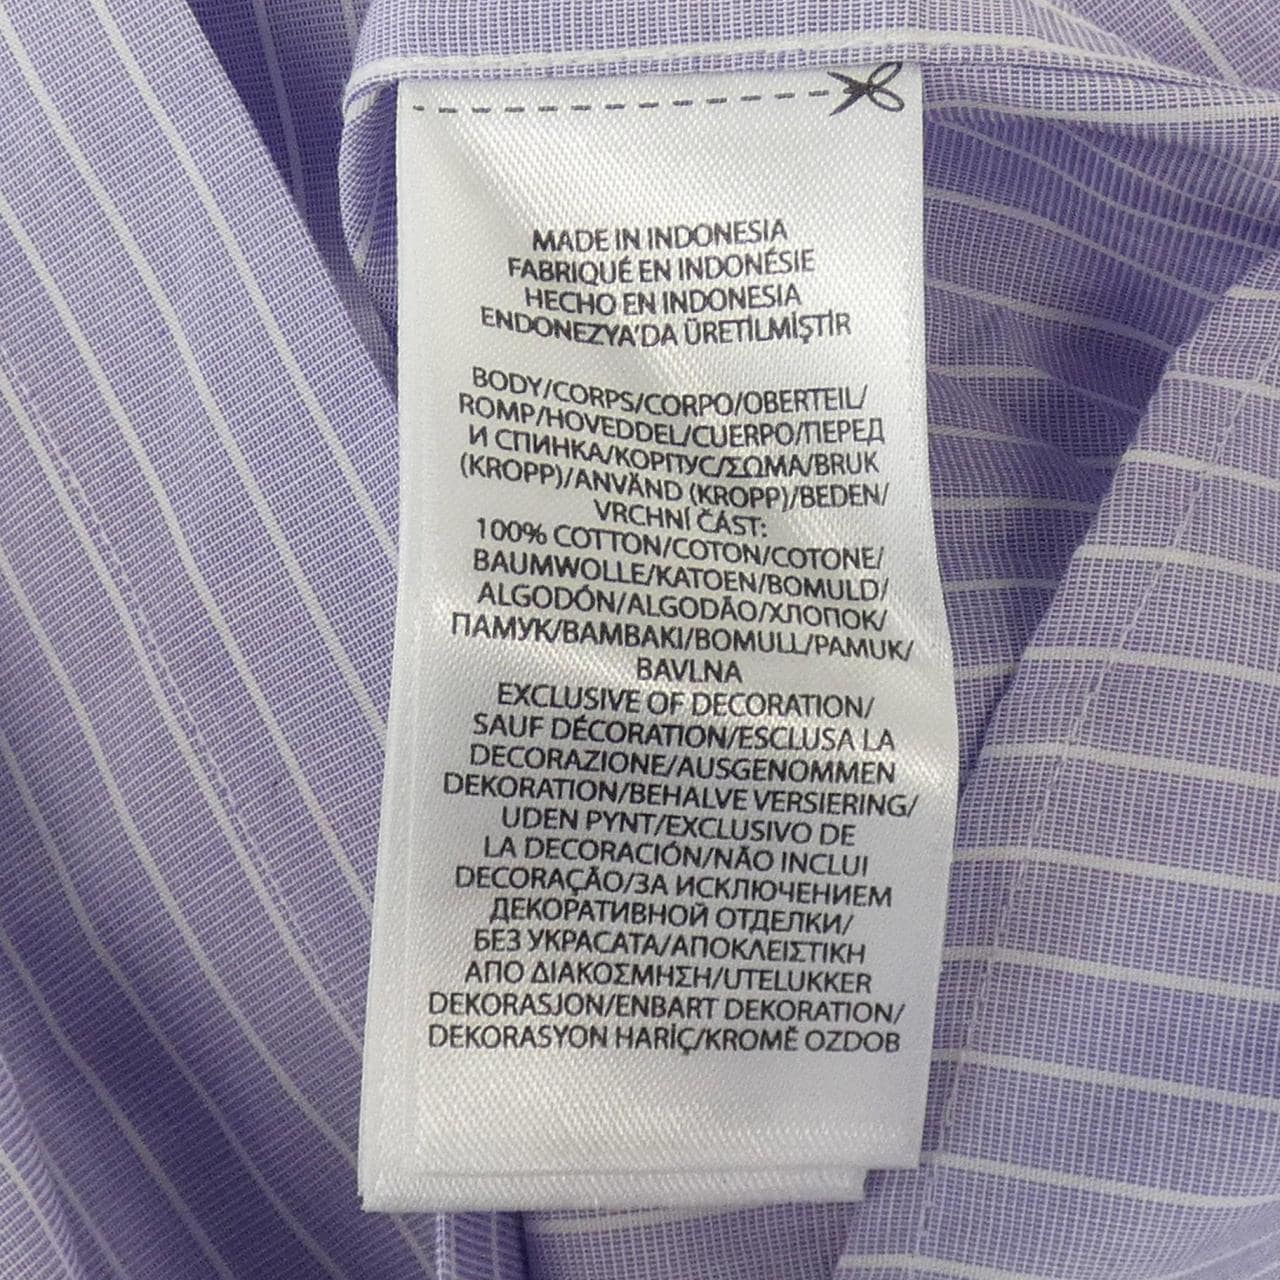 MADE IN INDONESIA
FABRIQUÉ EN INDONÉSIE
HECHO EN INDONESIA
ENDONEZYA'DA ÜRETİLMİŞTİR
BODY/CORPS/CORPO/OBERTEIL/
ROMP/HOVEDDEL/CUERPO/ПЕРЕД
И СПИНКА/КОРПУС/ΣΩΜΑ/BRUK
(KROPP)/ANVÄND (KROPP)/BEDEN/
VRCHNÍ ČÁST:
100% COTTON/COTON/COTONE/
BAUMWOLLE/KATOEN/BOMULD/
ALGODÓN/ALGODÃO/ХЛОПОК/
ПАМУК/BAMBAKI/BOMULL/PAMUK/
BAVLNA
EXCLUSIVE OF DECORATION/
SAUF DÉCORATION/ESCLUSA LA
DECORAZIONE/AUSGENOMMEN
DEKORATION/BEHALVE VERSIERING/
UDEN PYNT/EXCLUSIVO DE
LA DECORACIÓN/NÃO INCLUI
DECORAÇÃO/ЗА ИСКЛЮЧЕНИЕМ
ДЕКОРАТИВНОЙ ОТДЕЛКИ/
БЕЗ УКРАСАТА/ΑΠΟΚΛΕΙΣΤΙΚΗ
ΑΠΟ ΔΙΑΚΟΣΜΗΣΗ/UTELUKKER
DEKORASJON/ENBART DEKORATION/
DEKORASYON HARİÇ/KROMĚ OZDOB